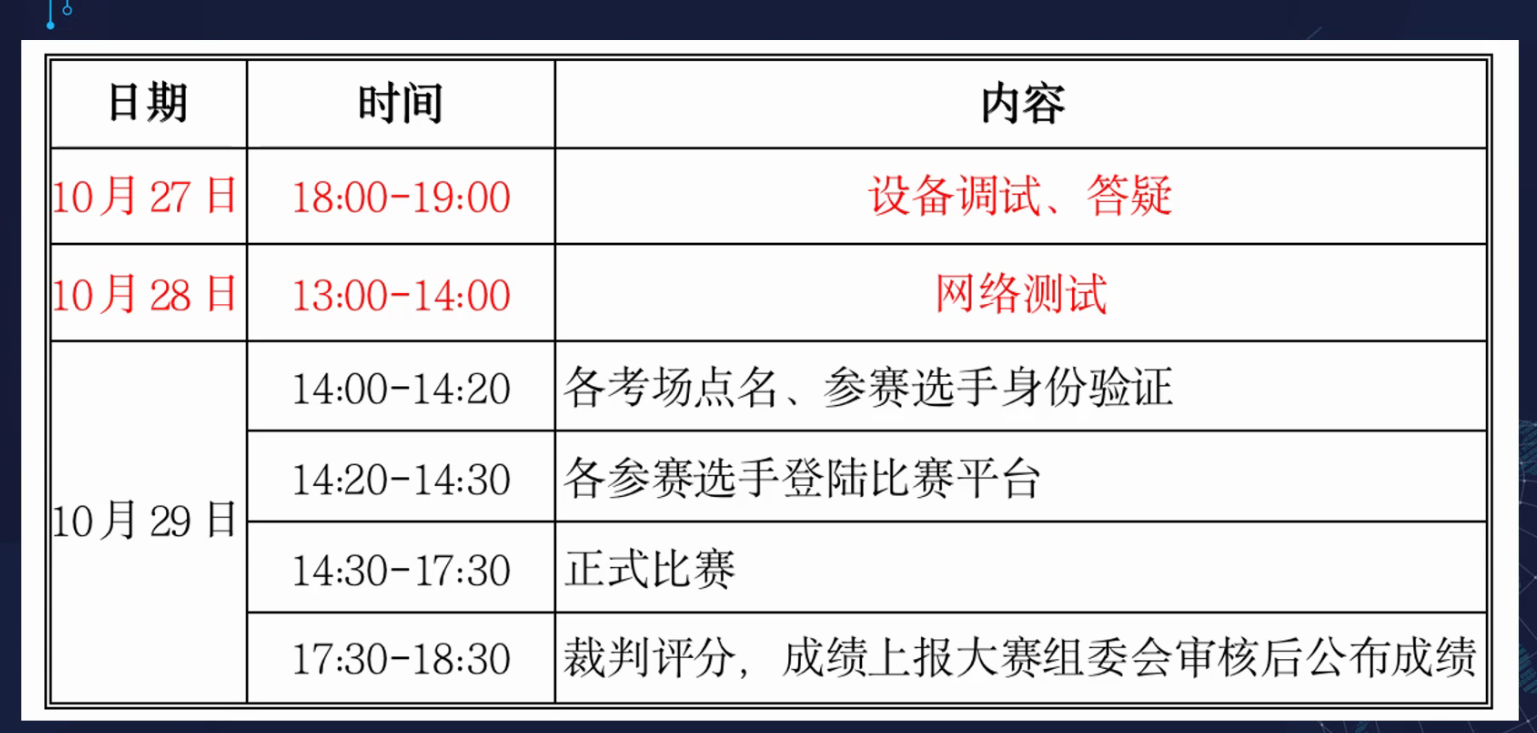 日期 时间 内容
10月27日 18:00-19:00 设备调试、答疑
10月28日 13:00-14:00 网络测试
14:00-14:20 各考场点名、参赛选手身份验证
14:20-14:30 各参赛选手登陆比赛平台
10月29日
14:30-17:30 正式比赛
17:30-18:30 裁判评分，成绩上报大赛组委会审核后公布成绩